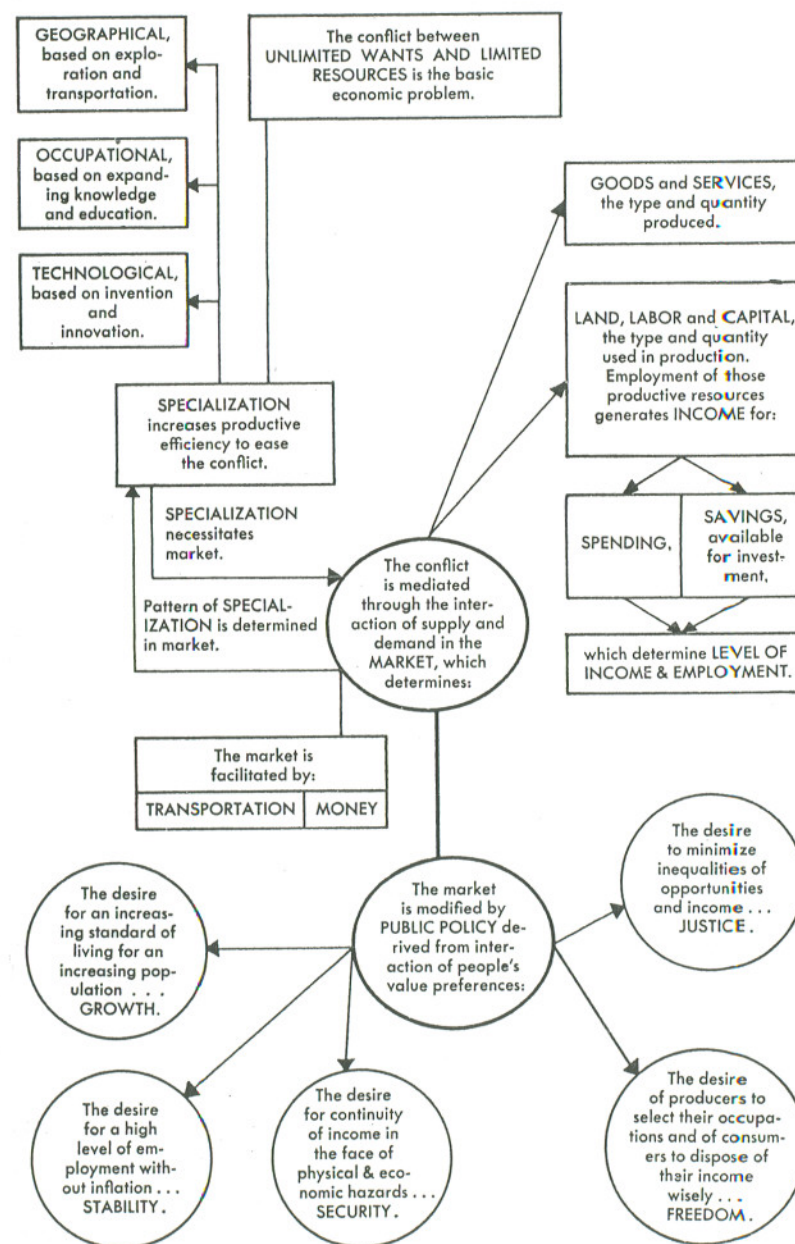 GEOGRAPHICAL,
based on explo-
ration and
transportation.
The conflict between
UNLIMITED WANTS AND LIMITED
RESOURCES is the basic
economic problem.
OCCUPATIONAL,
based on expand-
ing knowledge
and education.
TECHNOLOGICAL,
based on invention
and
innovation.
GOODS and SERVICES,
the type and quantity
produced.
LAND, LABOR and CAPITAL,
the type and quantity
used in production.
Employment of those
productive resources
generates INCOME for:
SPECIALIZATION
increases productive
efficiency to ease
the conflict.
SPECIALIZATION
necessitates
market.
Pattern of SPECIAL-
IZATION is determined
in market.
The conflict
is mediated
through the inter-
action of supply and
demand in the
MARKET, which
determines:
SPENDING,
SAVINGS,
available
for invest-
ment,
which determine LEVEL OF
INCOME & EMPLOYMENT.
The market is
facilitated by:
TRANSPORTATION
MONEY
The market
is modified by
PUBLIC POLICY de-
rived from inter-
action of people's
value preferences:
The desire
to minimize
inequalities of
opportunities
and income ...
JUSTICE.
The desire
for an increas-
ing standard of
living for an
increasing pop-
ulation . . .
GROWTH.
The desire
for a high
level of em-
ployment with-
out inflation ...
STABILITY.
The desire
for continuity
of income in
the face of
physical & eco-
nomic hazards ...
SECURITY.
The desire
of producers to
select their occupa-
tions and of consum-
ers to dispose of
their income
wisely ...
FREEDOM.